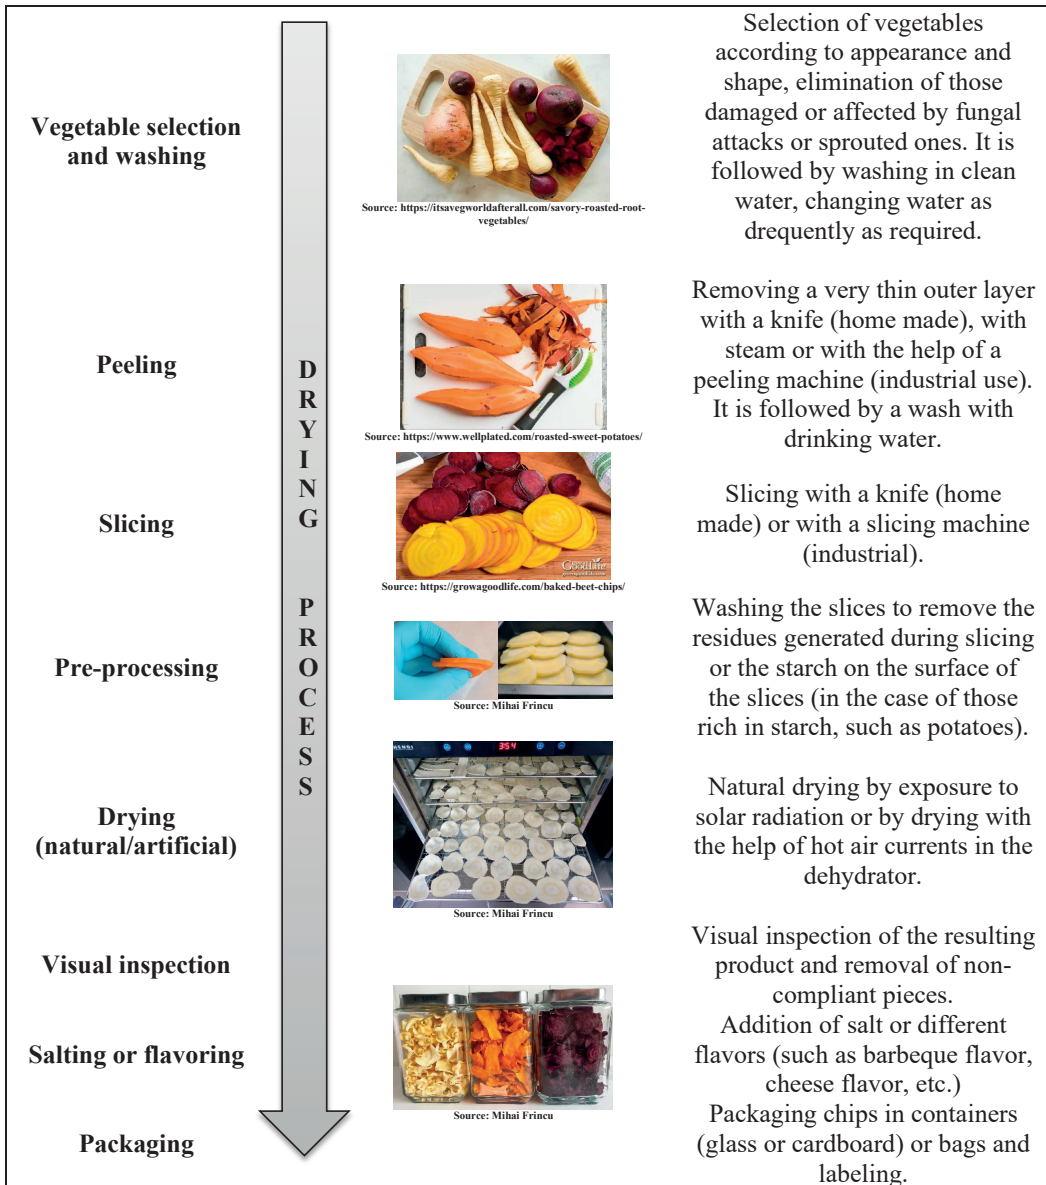 Vegetable selection
and washing
Source: https://itsavegworldafterall.com/savory-roasted-root-
vegetables/
Selection of vegetables
according to appearance and
shape, elimination of those
damaged or affected by fungal
attacks or sprouted ones. It is
followed by washing in clean
water, changing water as
drequently as required.
DRYING PROCESS
Peeling
Source: https://www.wellplated.com/roasted-sweet-potatoes/
Removing a very thin outer layer
with a knife (home made), with
steam or with the help of a
peeling machine (industrial use).
It is followed by a wash with
drinking water.
Slicing
GoodLife
Source: https://growagoodlife.com/baked-beet-chips/
Slicing with a knife (home
made) or with a slicing machine
(industrial).
Pre-processing
Source: Mihai Frincu
Washing the slices to remove the
residues generated during slicing
or the starch on the surface of
the slices (in the case of those
rich in starch, such as potatoes).
Drying
(natural/artificial)
354
Source: Mihai Frincu
Natural drying by exposure to
solar radiation or by drying with
the help of hot air currents in the
dehydrator.
Visual inspection
Visual inspection of the resulting
product and removal of non-
compliant pieces.
Salting or flavoring
Source: Mihai Frincu
Addition of salt or different
flavors (such as barbeque flavor,
cheese flavor, etc.)
Packaging
Packaging chips in containers
(glass or cardboard) or bags and
labeling.